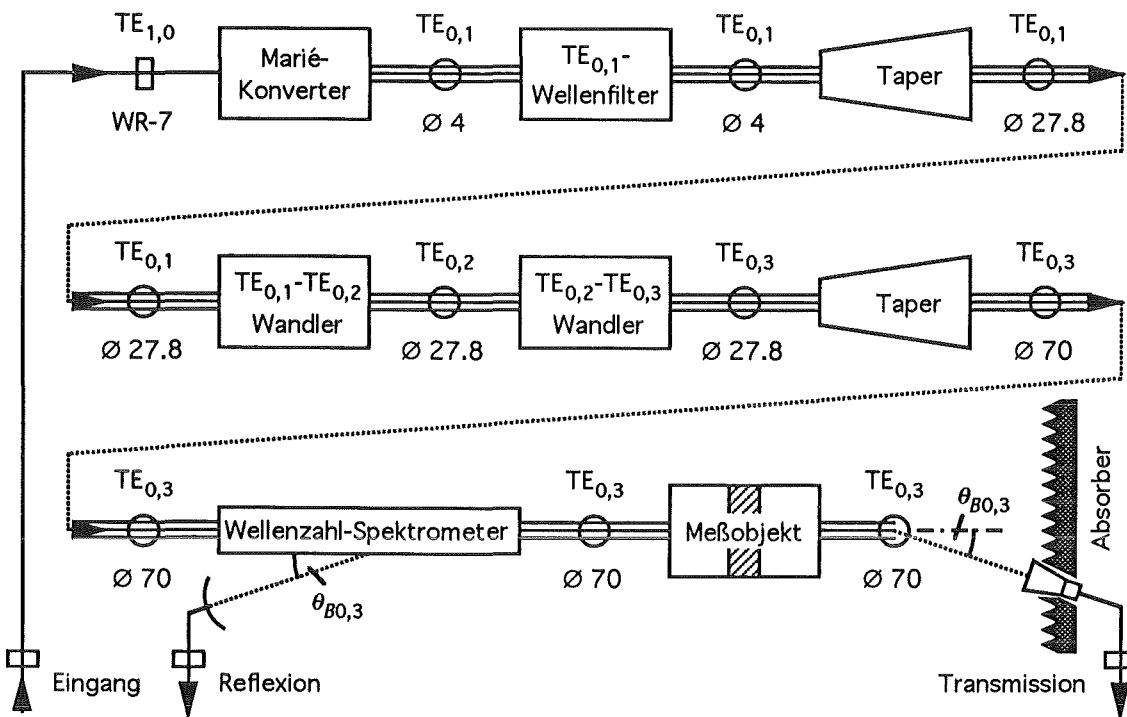 TE1,0
TE0,1
TE0,1
TE0,1
Marié-
Konverter
TE0,1-
Wellenfilter
Taper
WR-7
Ø 4
Ø 4
Ø 27.8
TE0,1
TE0,2
TE0,3
TE0,3
TE0,1-TE0,2
Wandler
TE0,2-TE0,3
Wandler
Taper
Ø 27.8
Ø 27.8
Ø 27.8
Ø 70
TE0,3
TE0,3
TE0,3
Wellenzahl-Spektrometer
Meßobjekt
θB0,3
Absorber
Ø 70
θB0,3
Ø 70
Ø 70
Eingang
Reflexion
Transmission